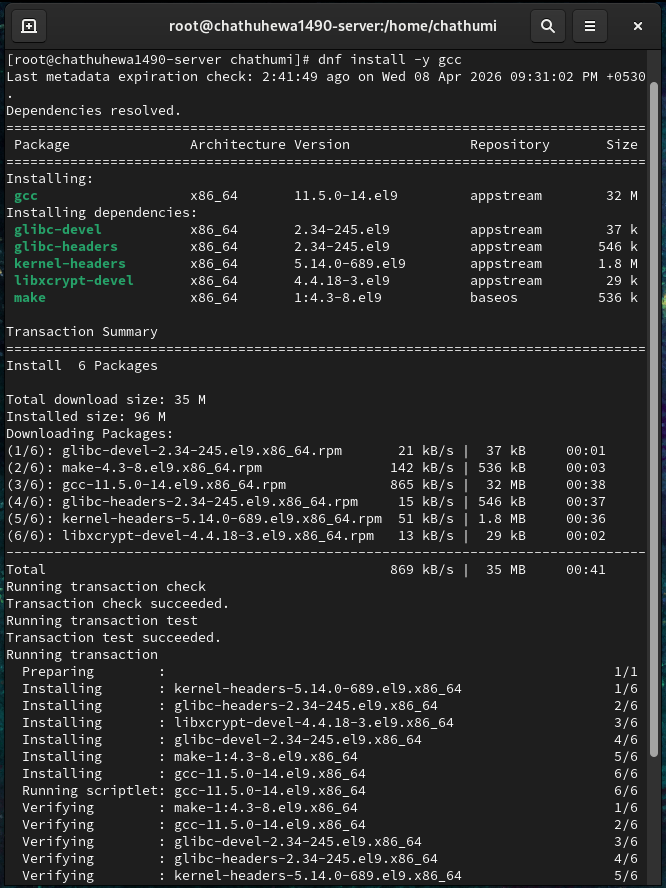 root@chathuhewa1490-server:/home/chathumi
[root@chathuhewa1490-server chathumi]# dnf install -y gcc
Last metadata expiration check: 2:41:49 ago on Wed 08 Apr 2026 09:31:02 PM +0530
.
Dependencies resolved.
================================================================================
Package Architecture Version Repository Size
================================================================================
Installing:
gcc x86_64 11.5.0-14.el9 appstream 32 M
Installing dependencies:
glibc-devel x86_64 2.34-245.el9 appstream 37 k
glibc-headers x86_64 2.34-245.el9 appstream 546 k
kernel-headers x86_64 5.14.0-689.el9 appstream 1.8 M
libxcrypt-devel x86_64 4.4.18-3.el9 appstream 29 k
make x86_64 1:4.3-8.el9 baseos 536 k
Transaction Summary
================================================================================
Install  6 Packages
Total download size: 35 M
Installed size: 96 M
Downloading Packages:
(1/6): glibc-devel-2.34-245.el9.x86_64.rpm 21 kB/s | 37 kB 00:01
(2/6): make-4.3-8.el9.x86_64.rpm 142 kB/s | 536 kB 00:03
(3/6): gcc-11.5.0-14.el9.x86_64.rpm 865 kB/s | 32 MB 00:38
(4/6): glibc-headers-2.34-245.el9.x86_64.rpm 15 kB/s | 546 kB 00:37
(5/6): kernel-headers-5.14.0-689.el9.x86_64.rpm 51 kB/s | 1.8 MB 00:36
(6/6): libxcrypt-devel-4.4.18-3.el9.x86_64.rpm 13 kB/s | 29 kB 00:02
--------------------------------------------------------------------------------
Total 869 kB/s | 35 MB 00:41
Running transaction check
Transaction check succeeded.
Running transaction test
Transaction test succeeded.
Running transaction
Preparing : 1/1
Installing : kernel-headers-5.14.0-689.el9.x86_64 1/6
Installing : glibc-headers-2.34-245.el9.x86_64 2/6
Installing : libxcrypt-devel-4.4.18-3.el9.x86_64 3/6
Installing : glibc-devel-2.34-245.el9.x86_64 4/6
Installing : make-1:4.3-8.el9.x86_64 5/6
Installing : gcc-11.5.0-14.el9.x86_64 6/6
Running scriptlet: gcc-11.5.0-14.el9.x86_64 6/6
Verifying : make-1:4.3-8.el9.x86_64 1/6
Verifying : gcc-11.5.0-14.el9.x86_64 2/6
Verifying : glibc-devel-2.34-245.el9.x86_64 3/6
Verifying : glibc-headers-2.34-245.el9.x86_64 4/6
Verifying : kernel-headers-5.14.0-689.el9.x86_64 5/6